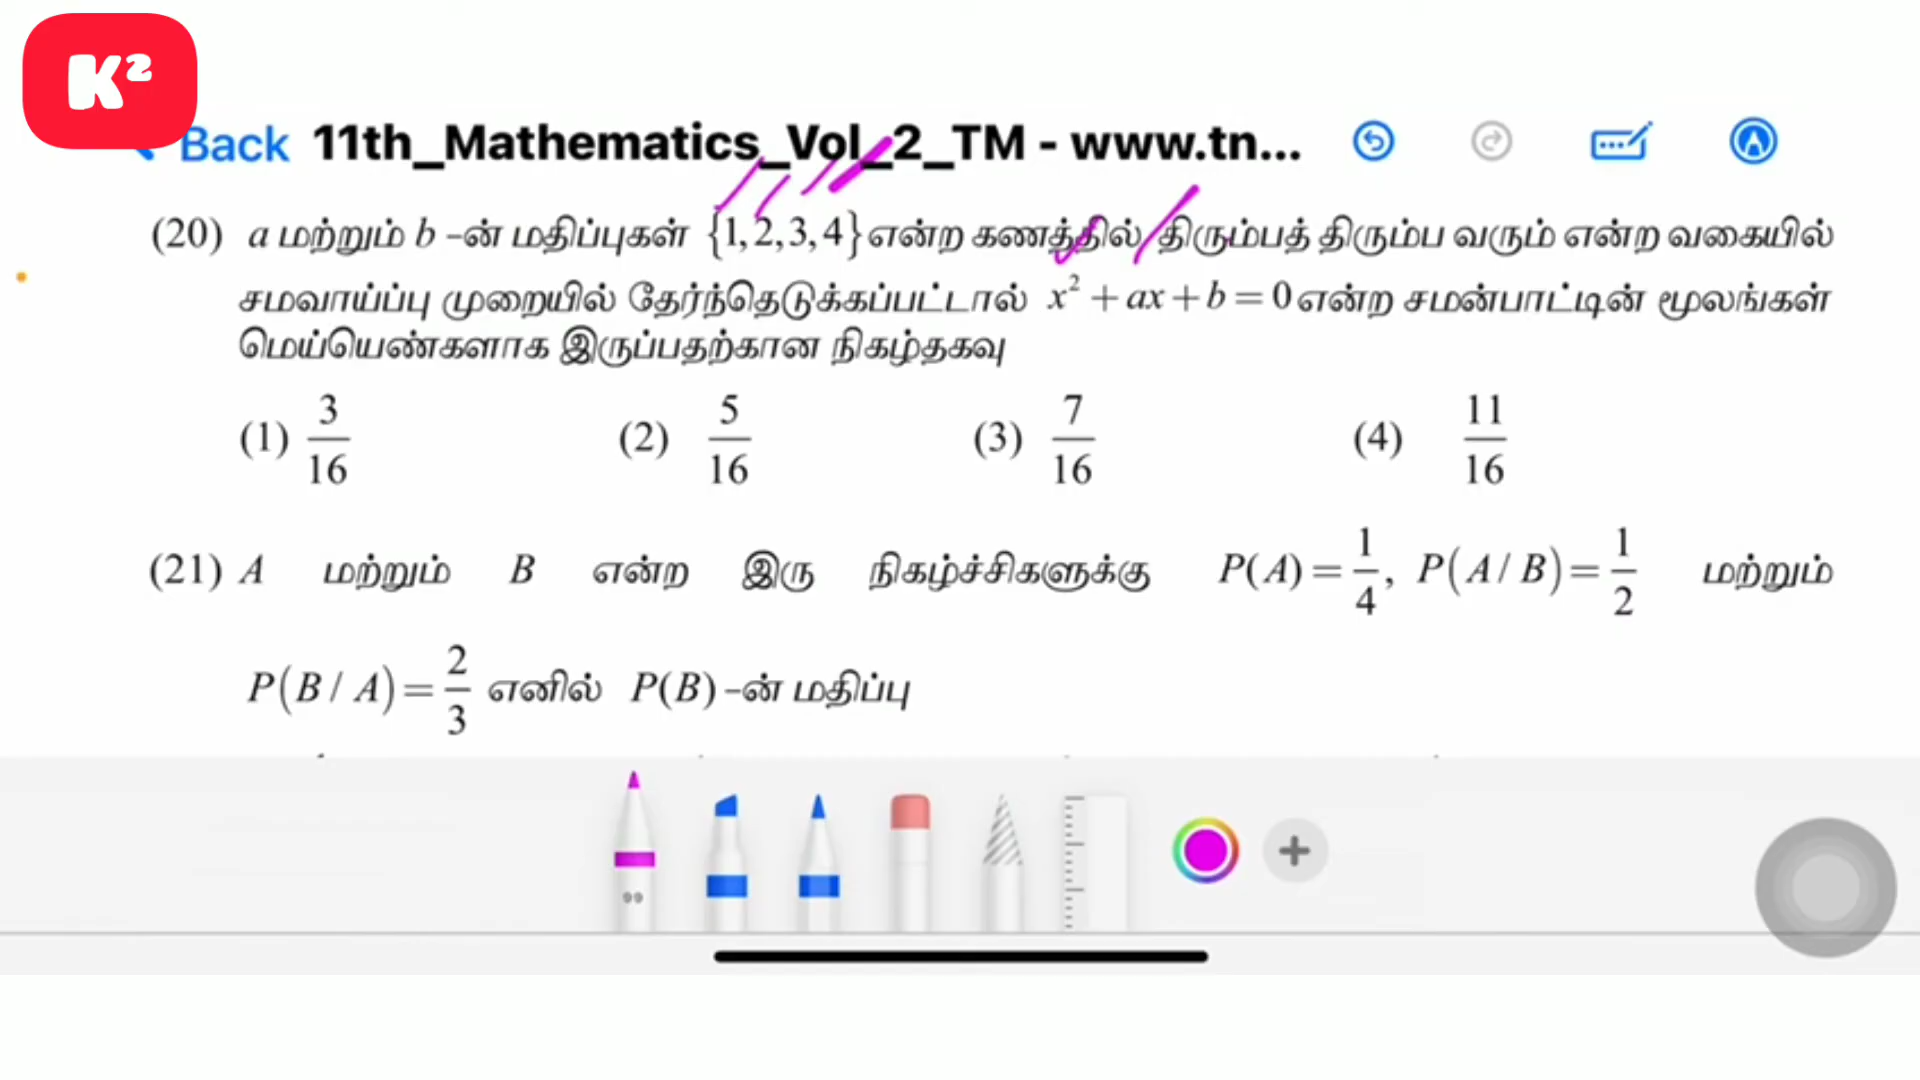 K²
Back 11th_Mathematics_Vol_2_TM - www.tn...
(20) a மற்றும் b -ன் மதிப்புகள் {1, 2, 3, 4} என்ற கணத்தில் திரும்பத் திரும்ப வரும் என்ற வகையில்
சமவாய்ப்பு முறையில் தேர்ந்தெடுக்கப்பட்டால் x² + ax + b = 0 என்ற சமன்பாட்டின் மூலங்கள்
மெய்யெண்களாக இருப்பதற்கான நிகழ்தகவு
(1) 3/16 (2) 5/16 (3) 7/16 (4) 11/16
(21) A மற்றும் B என்ற இரு நிகழ்ச்சிகளுக்கு P(A) = 1/4, P(A / B) = 1/2 மற்றும்
P(B / A) = 2/3 எனில் P(B) -ன் மதிப்பு
99